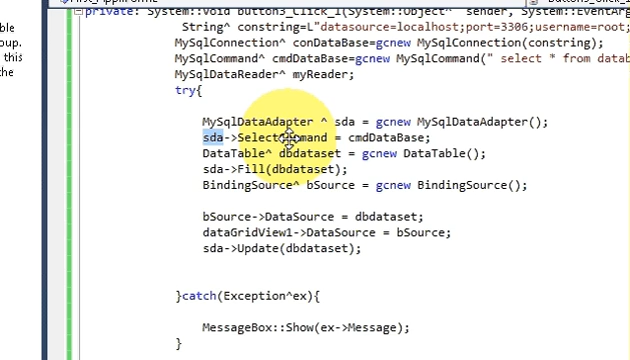 ble
oup.
this
the
private: System::Void button3_Click_1(System::Object^ sender, System::EventArg
String^ constring=L"datasource=localhost;port=3306;username=root;
MySqlConnection^ conDataBase=gcnew MySqlConnection(constring);
MySqlCommand^ cmdDataBase=gcnew MySqlCommand(" select * from datab
MySqlDataReader^ myReader;
try{
MySqlDataAdapter ^ sda = gcnew MySqlDataAdapter();
sda->SelectCommand = cmdDataBase;
DataTable^ dbdataset = gcnew DataTable();
sda->Fill(dbdataset);
BindingSource^ bSource = gcnew BindingSource();
bSource->DataSource = dbdataset;
dataGridView1->DataSource = bSource;
sda->Update(dbdataset);
}catch(Exception^ex){
MessageBox::Show(ex->Message);
}